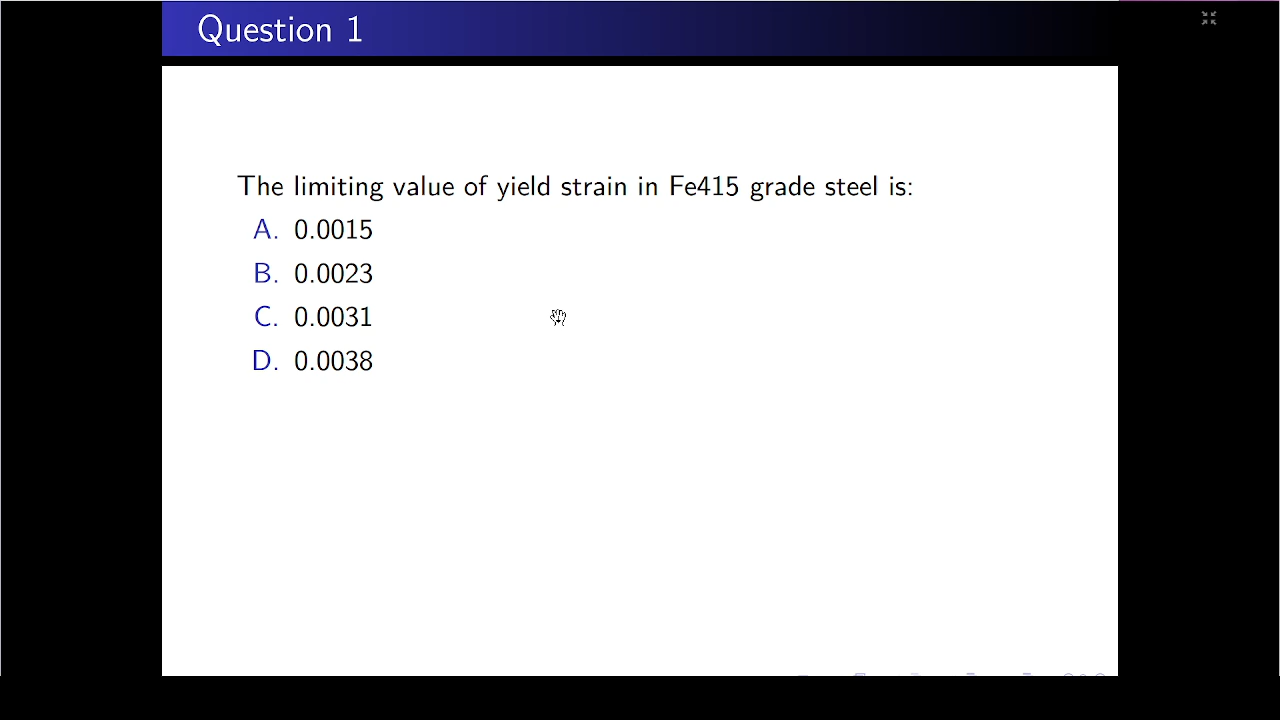 Question 1
The limiting value of yield strain in Fe415 grade steel is:
A. 0.0015
B. 0.0023
C. 0.0031
D. 0.0038